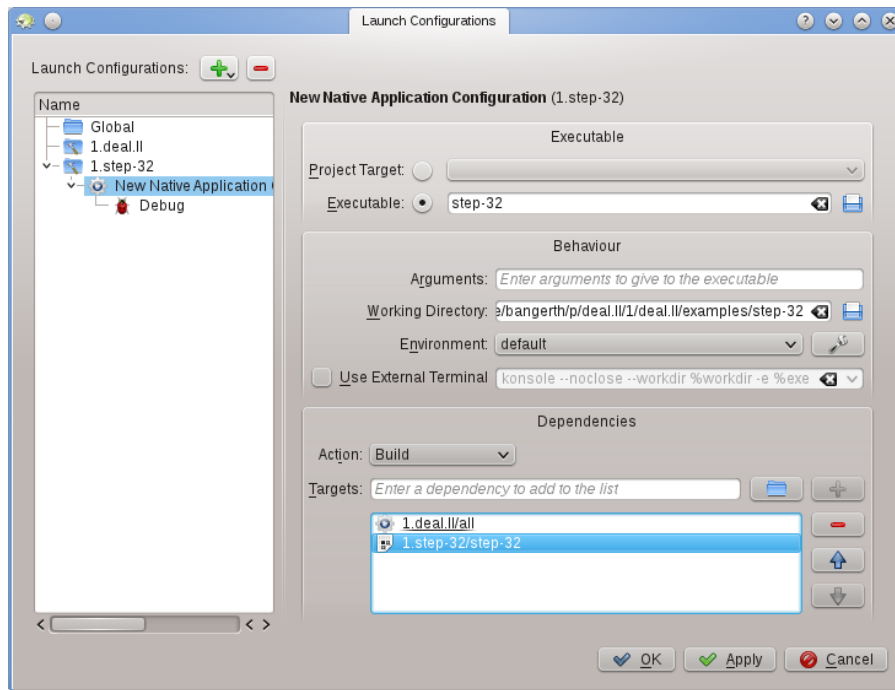 Launch Configurations
Launch Configurations:
Name
Global
1.deal.II
1.step-32
New Native Application
Debug
New Native Application Configuration (1.step-32)
Executable
Project Target:
Executable: step-32
Behaviour
Arguments: Enter arguments to give to the executable
Working Directory: e/bangerth/p/deal.II/1/deal.II/examples/step-32
Environment: default
Use External Terminal konsole --noclose --workdir %workdir -e %exe
Dependencies
Action: Build
Targets: Enter a dependency to add to the list
1.deal.II/all
1.step-32/step-32
OK Apply Cancel